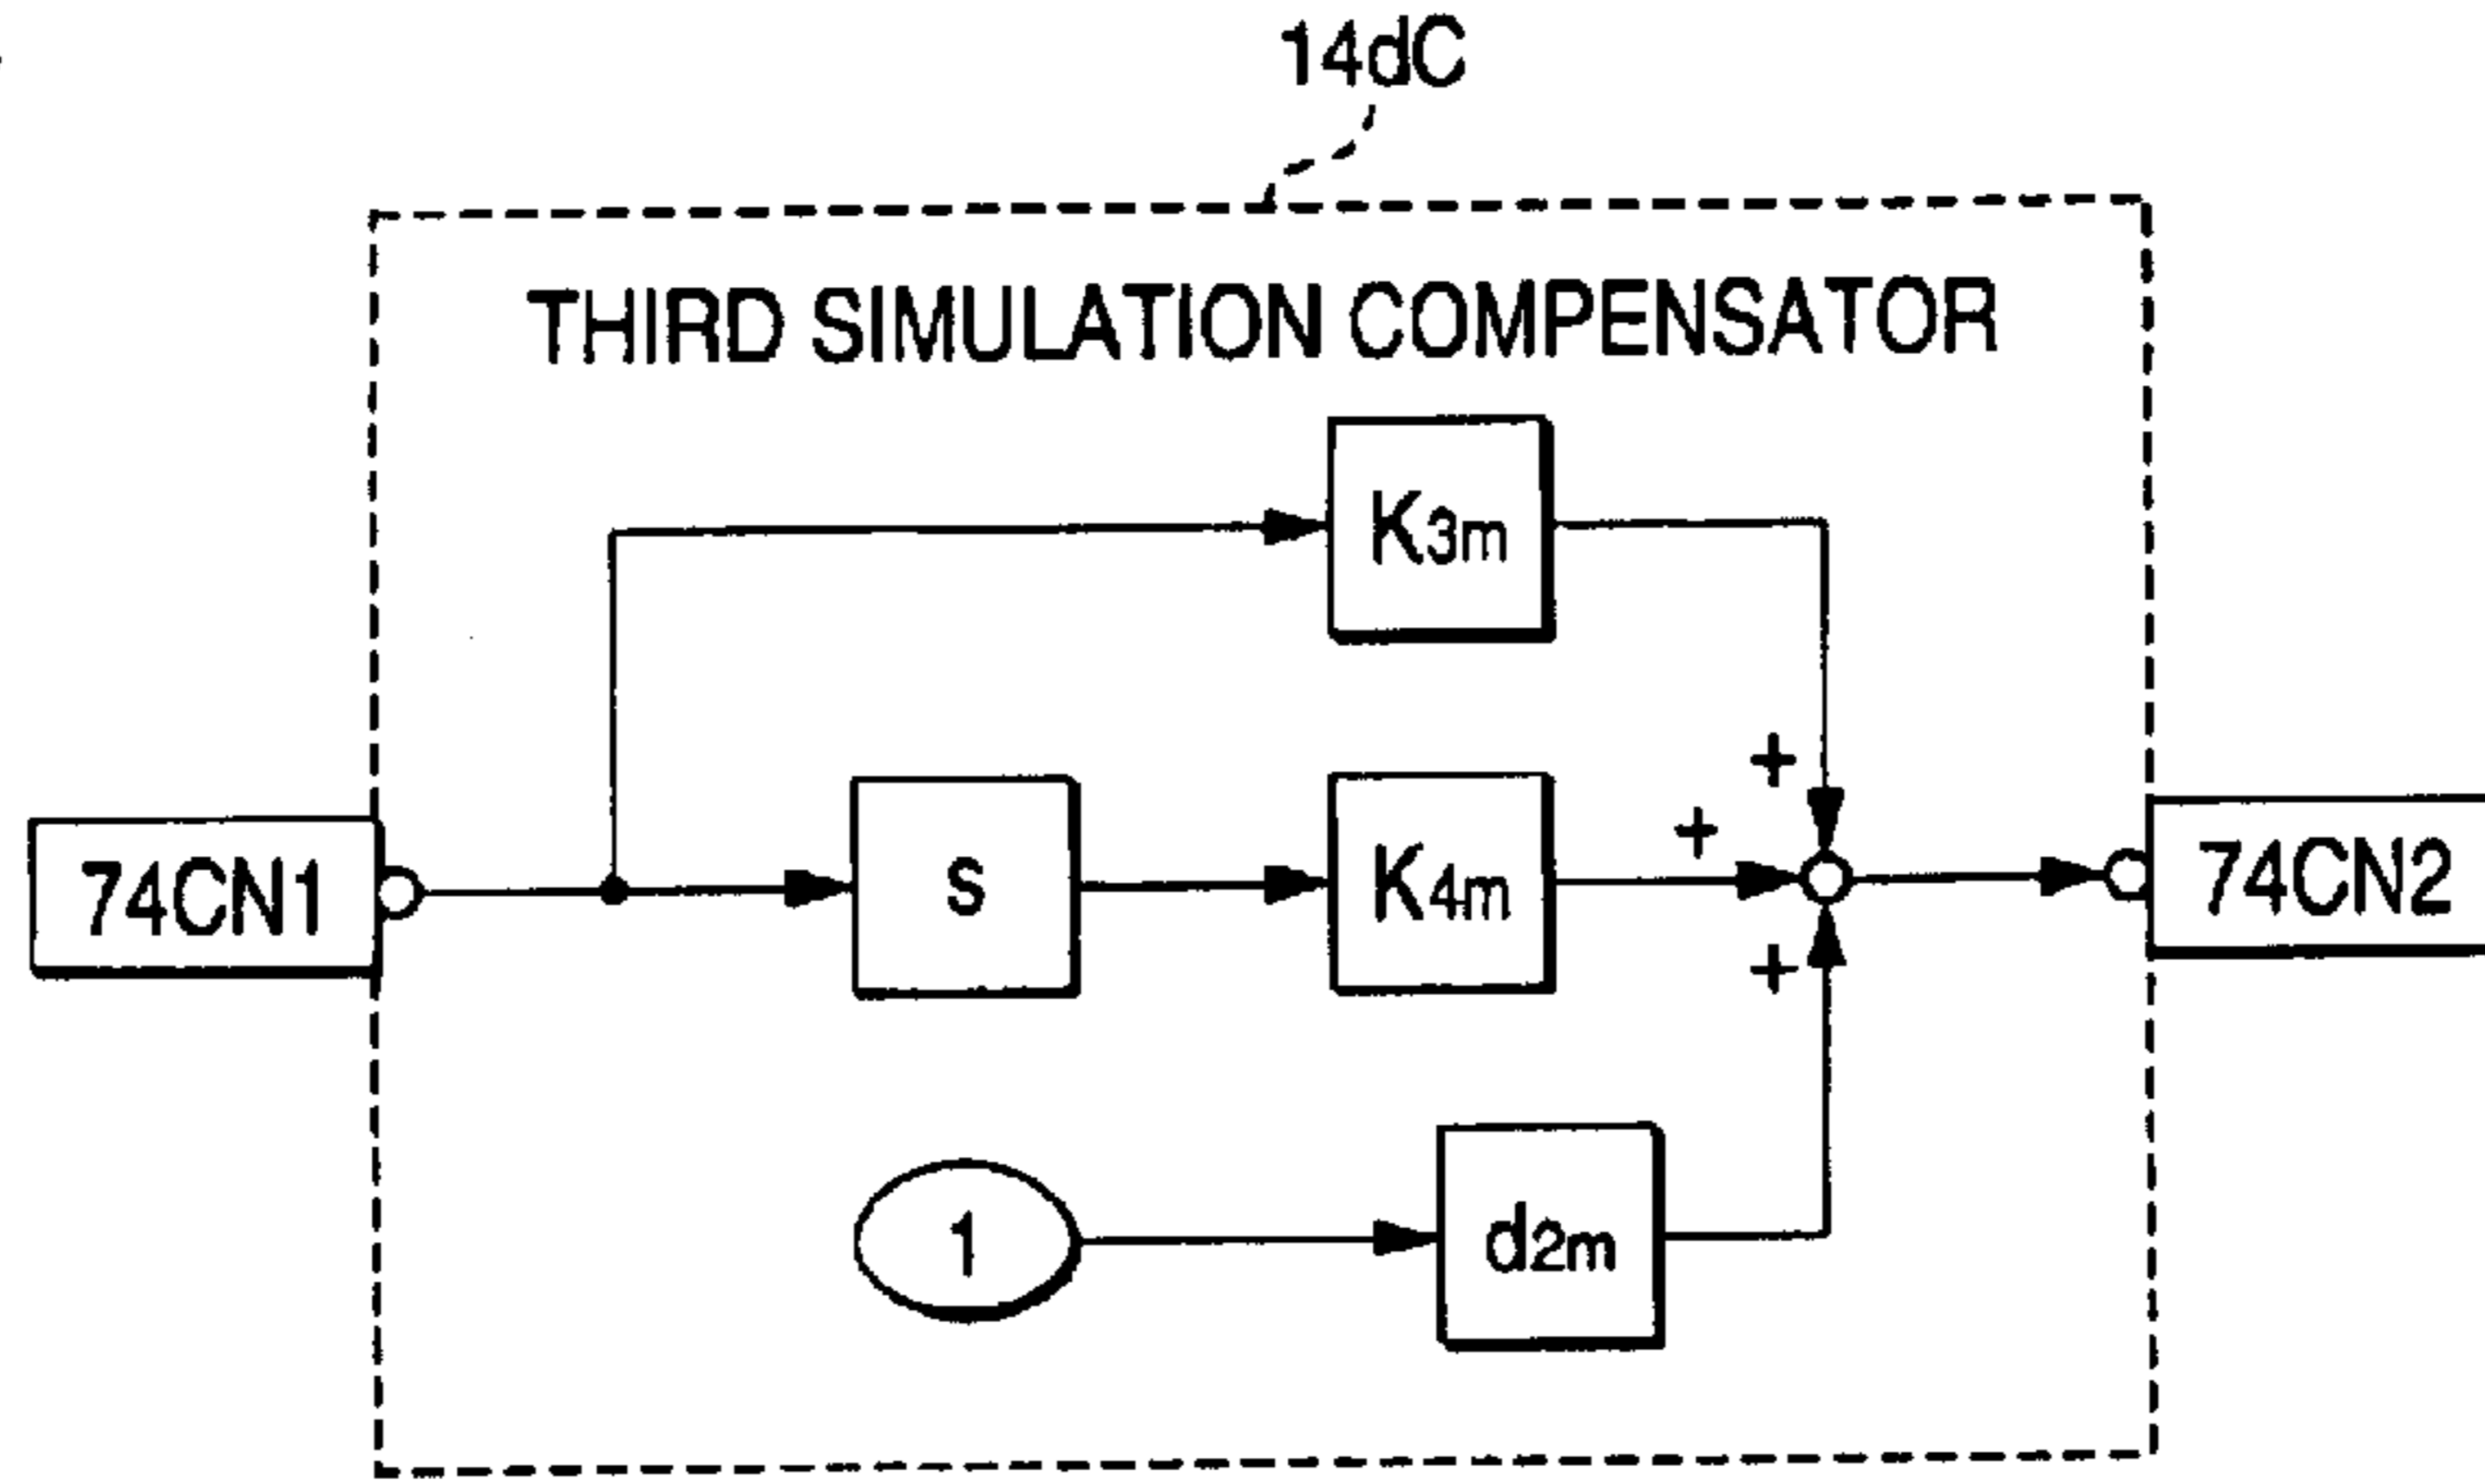 14dC
THIRD SIMULATION COMPENSATOR
K3m
+
+
74CN1
s
K4m
74CN2
+
1
d2m